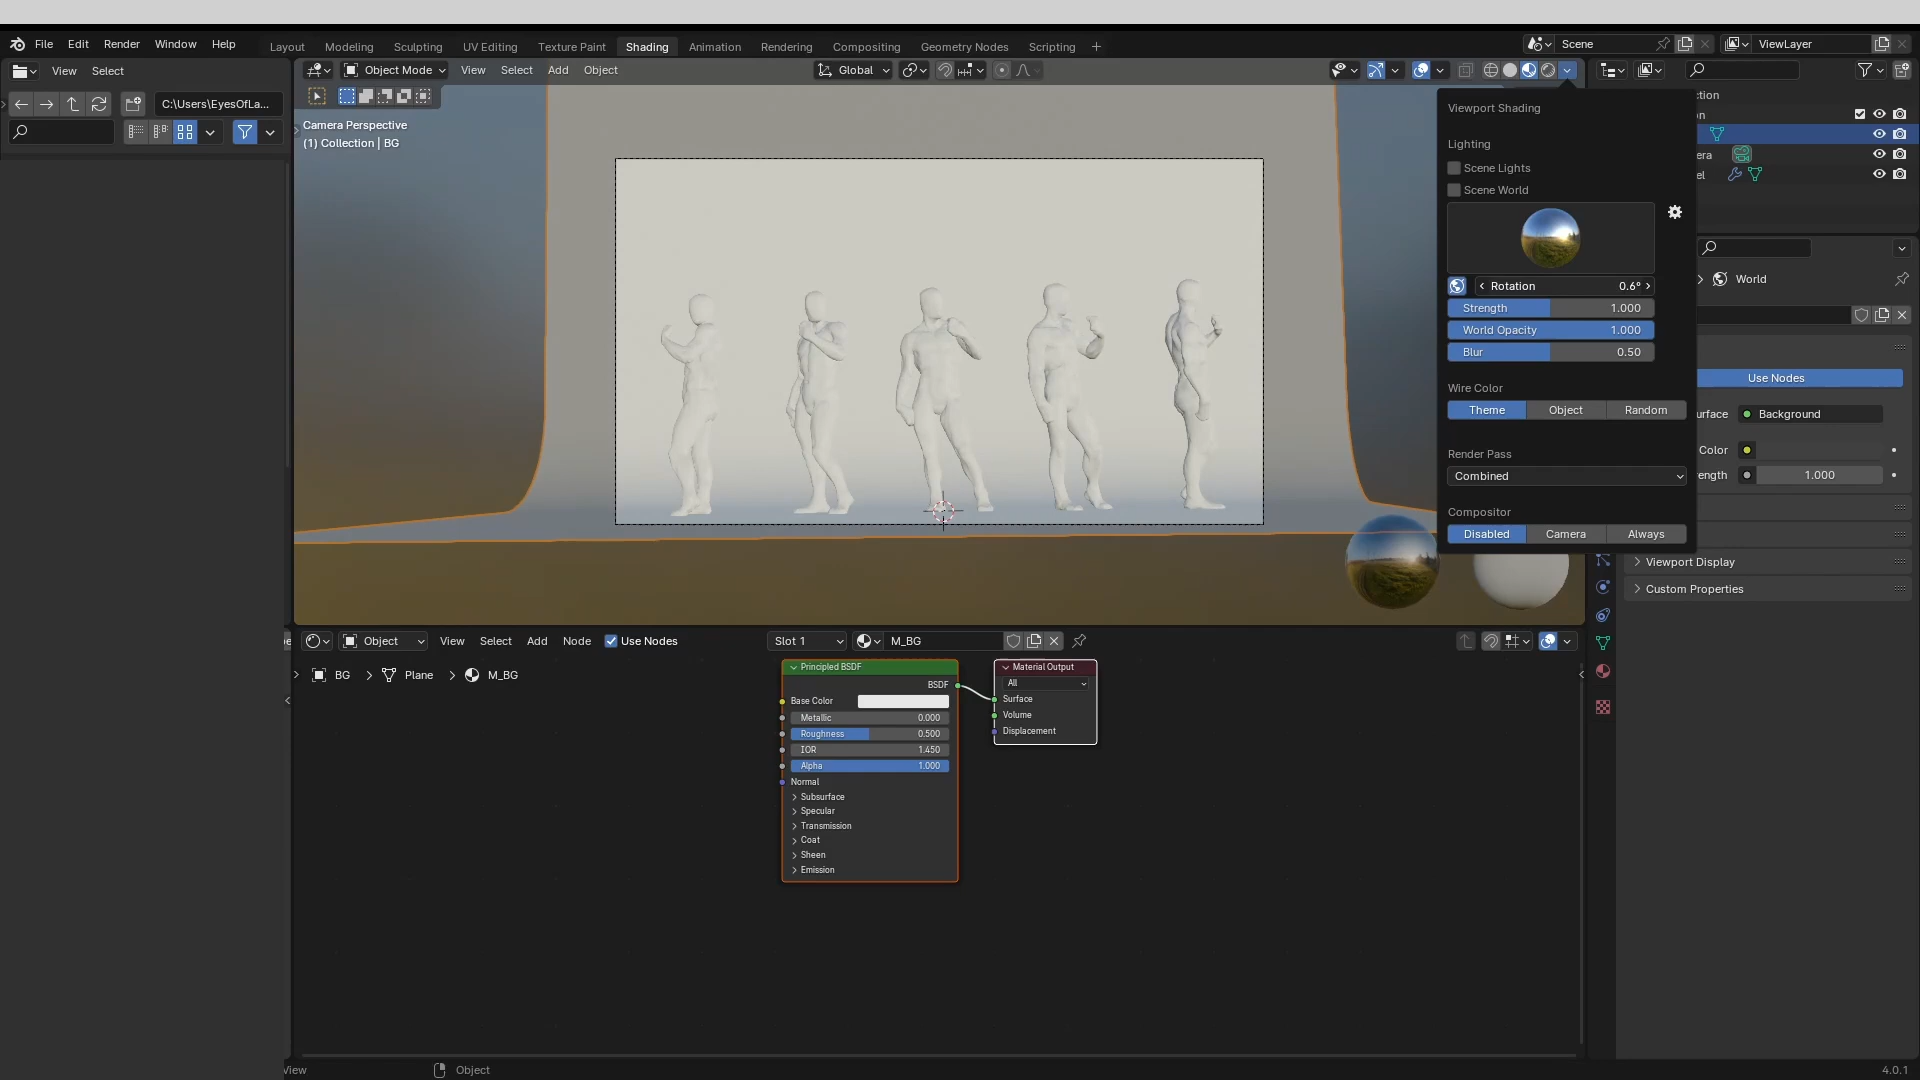 File Edit Render Window Help
Layout Modeling Sculpting UV Editing Texture Paint Shading Animation Rendering Compositing Geometry Nodes Scripting +
Scene
ViewLayer
View Select
Object Mode View Select Add Object
Global
C:\Users\EyesOfLa...
Camera Perspective
(1) Collection | BG
Viewport Shading
Lighting
Scene Lights
Scene World
Rotation 0.6°
Strength 1.000
World Opacity 1.000
Blur 0.50
Wire Color
Theme Object Random
Render Pass
Combined
Compositor
Disabled Camera Always
ction
n
era
el
World
Use Nodes
urface Background
Color
ength 1.000
Viewport Display
Custom Properties
Object View Select Add Node Use Nodes
Slot 1
M_BG
BG > Plane > M_BG
Principled BSDF
BSDF
Base Color
Metallic 0.000
Roughness 0.500
IOR 1.450
Alpha 1.000
Normal
Subsurface
Specular
Transmission
Coat
Sheen
Emission
Material Output
All
Surface
Volume
Displacement
View
Object
4.0.1